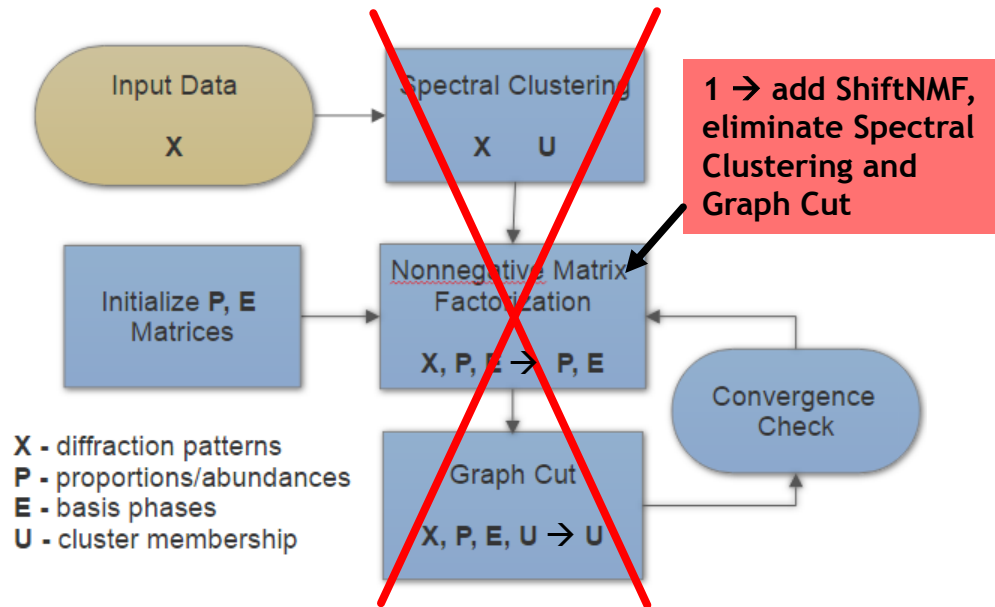 Input Data
X
Spectral Clustering
X U
1 → add ShiftNMF,
eliminate Spectral
Clustering and
Graph Cut
Initialize P, E
Matrices
Nonnegative Matrix
Factorization
X, P, E → P, E
Convergence
Check
Graph Cut
X, P, E, U → U
X - diffraction patterns
P - proportions/abundances
E - basis phases
U - cluster membership